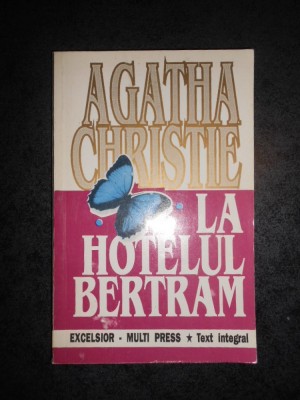 AGATHA
CHRISTIE
LA
HOTELUL
BERTRAM
EXCELSIOR - MULTI PRESS ★ Text integral